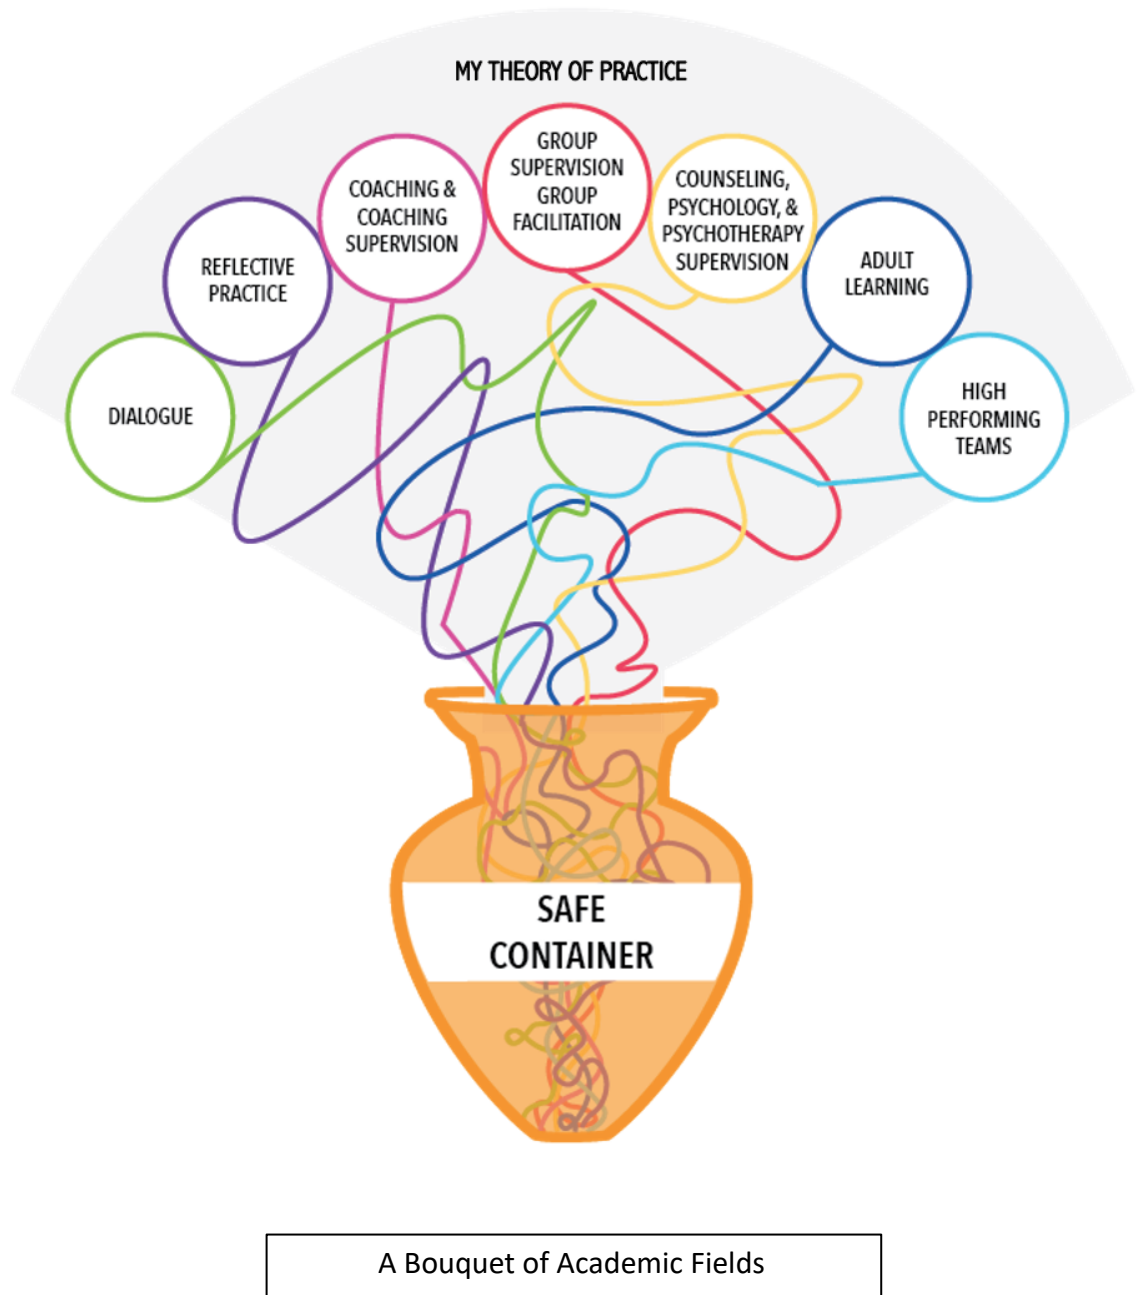 MY THEORY OF PRACTICE
DIALOGUE
REFLECTIVE
PRACTICE
COACHING &
COACHING
SUPERVISION
GROUP
SUPERVISION
GROUP
FACILITATION
COUNSELING,
PSYCHOLOGY, &
PSYCHOTHERAPY
SUPERVISION
ADULT
LEARNING
HIGH
PERFORMING
TEAMS
SAFE
CONTAINER
A Bouquet of Academic Fields